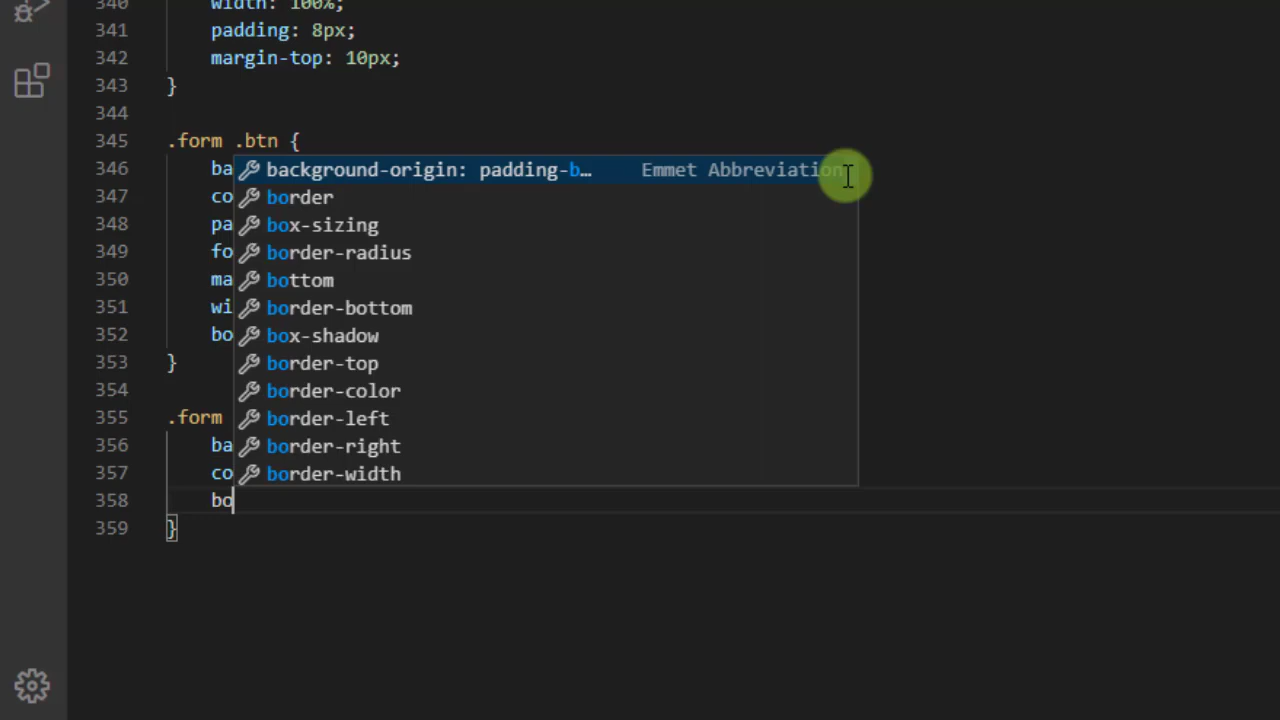 340 width: 100%;
341 padding: 8px;
342 margin-top: 10px;
343 }
344
345 .form .btn {
346 ba background-origin: padding-b… Emmet Abbreviation
347 co border
348 pa box-sizing
349 fo border-radius
350 ma bottom
351 wi border-bottom
352 bo box-shadow
353 } border-top
354 border-color
355 .form border-left
356 ba border-right
357 co border-width
358 bo
359 }